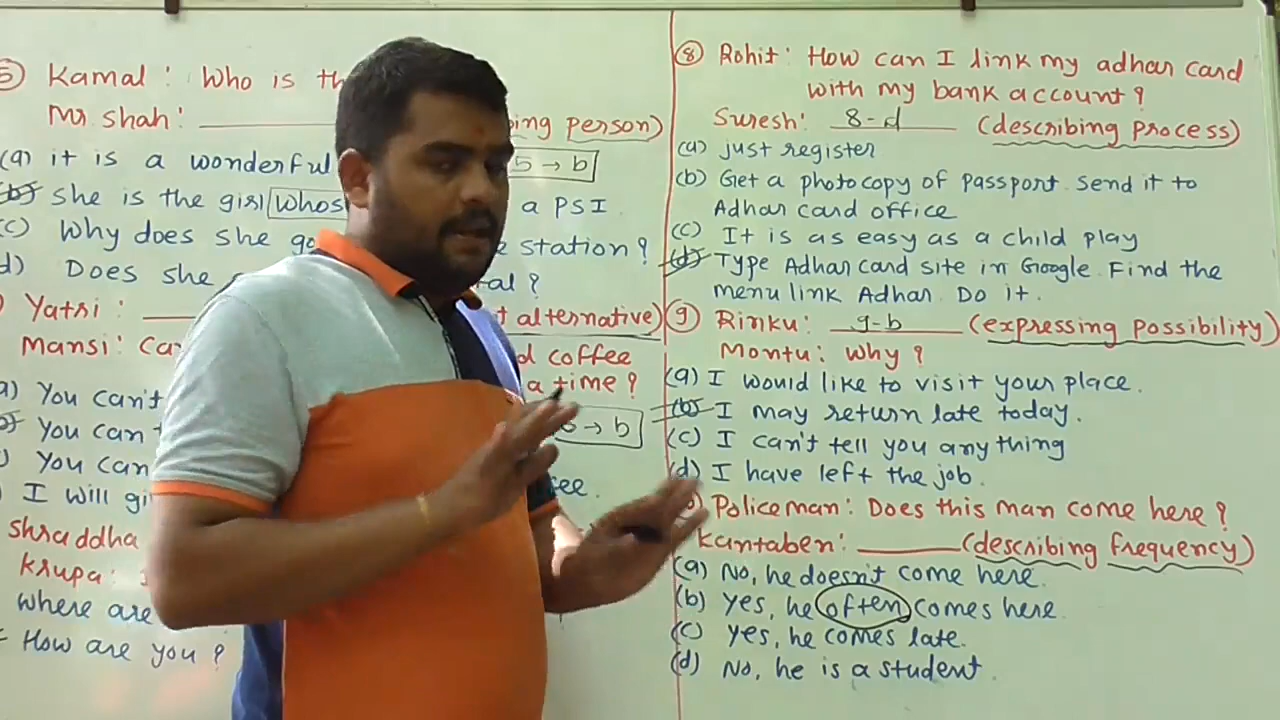 5) Kamal: Who is th
Mr. Shah: ________ bing person)
(a) it is a wonderful
5 → b
(b) She is the girl whos a PSI.
(c) Why does she go e station?
d) Does she tal?
Yatri: ______ t alternative)
Mansi: Ca d coffee
a time?
a) You can't
→ b
You can
You can
I will gi fee.
Shraddha
Krupa:
Where are
How are you?
8 Rohit: How can I link my adhar card
with my bank account?
Suresh: 8-d (describing process)
(a) just register
(b) Get a photocopy of passport. Send it to
Adhar card office
(c) It is as easy as a child play
(d) Type Adhar card site in Google. Find the
menu link Adhar. Do it.
9 Rinku: 9-b (expressing possibility)
Montu: Why?
(a) I would like to visit your place.
(b) I may return late today.
(c) I can't tell you any thing
(d) I have left the job.
Policeman: Does this man come here?
Kantaben: ______ (describing frequency)
(a) No, he doesn't come here.
(b) Yes, he often comes here.
(c) Yes, he comes late.
(d) No, he is a student.